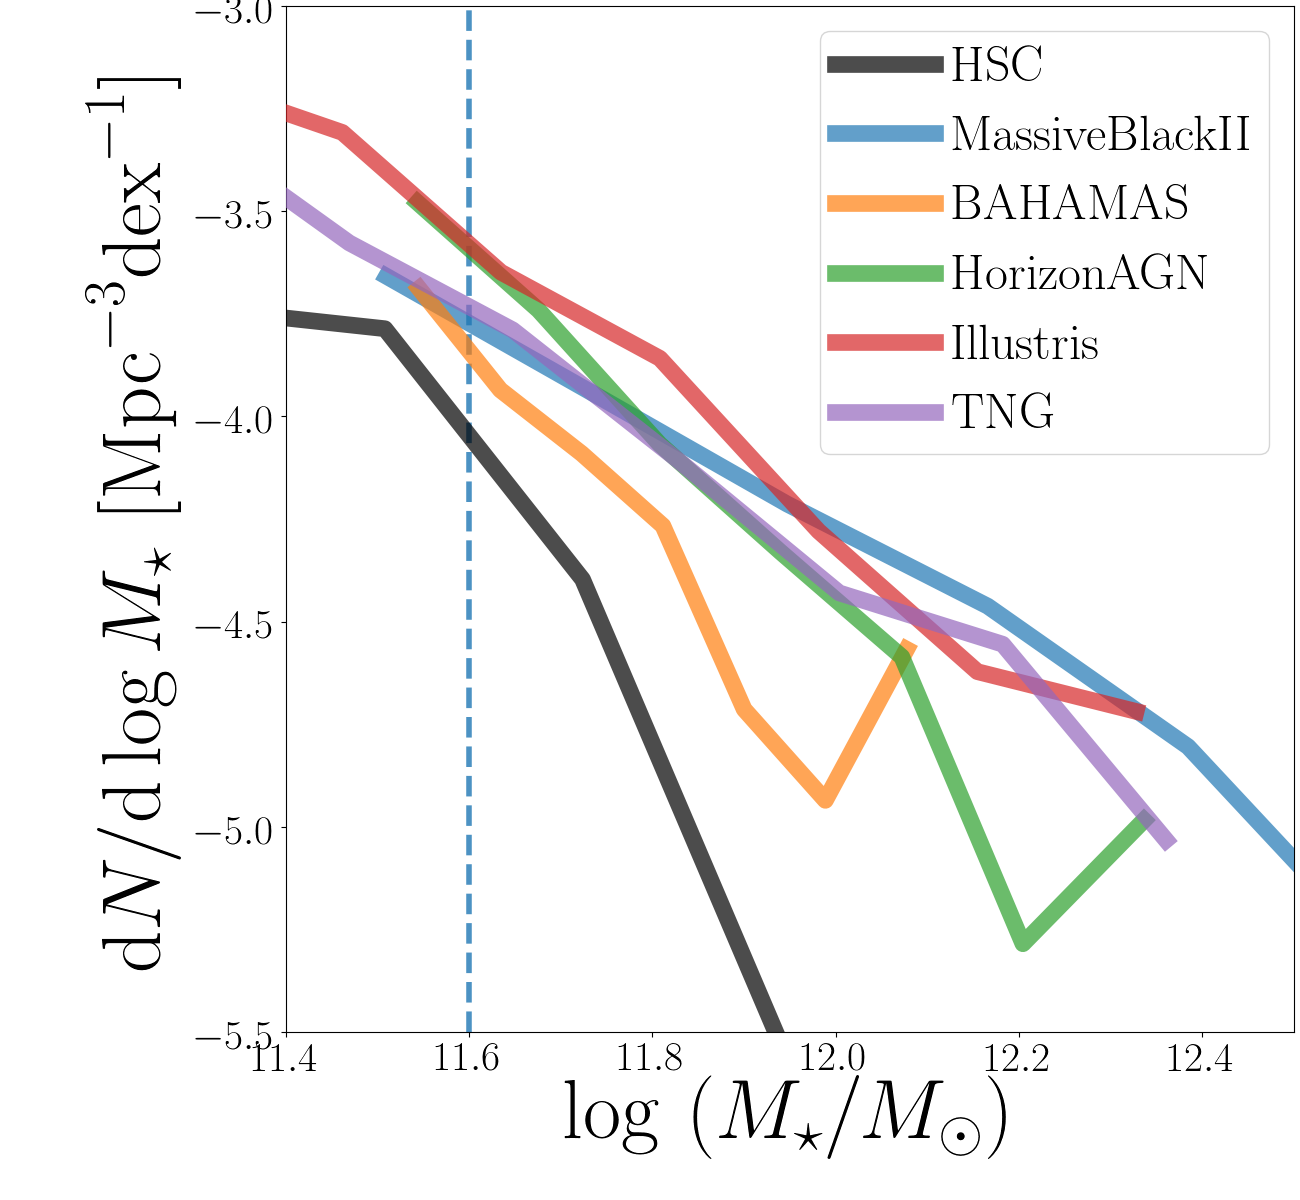 −3.0
−3.5
−4.0
−4.5
−5.0
−5.5
dN/d log M⋆ [Mpc⁻³dex⁻¹]
HSC
MassiveBlackII
BAHAMAS
HorizonAGN
Illustris
TNG
11.4 11.6 11.8 12.0 12.2 12.4
log (M⋆/M⊙)